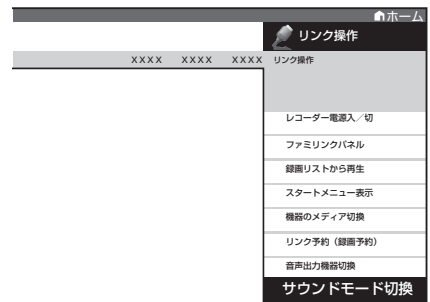 ホーム
リンク操作
XXXX XXXX XXXX リンク操作
レコーダー電源入／切
ファミリンクパネル
録画リストから再生
スタートメニュー表示
機器のメディア切換
リンク予約（録画予約）
音声出力機器切換
サウンドモード切換